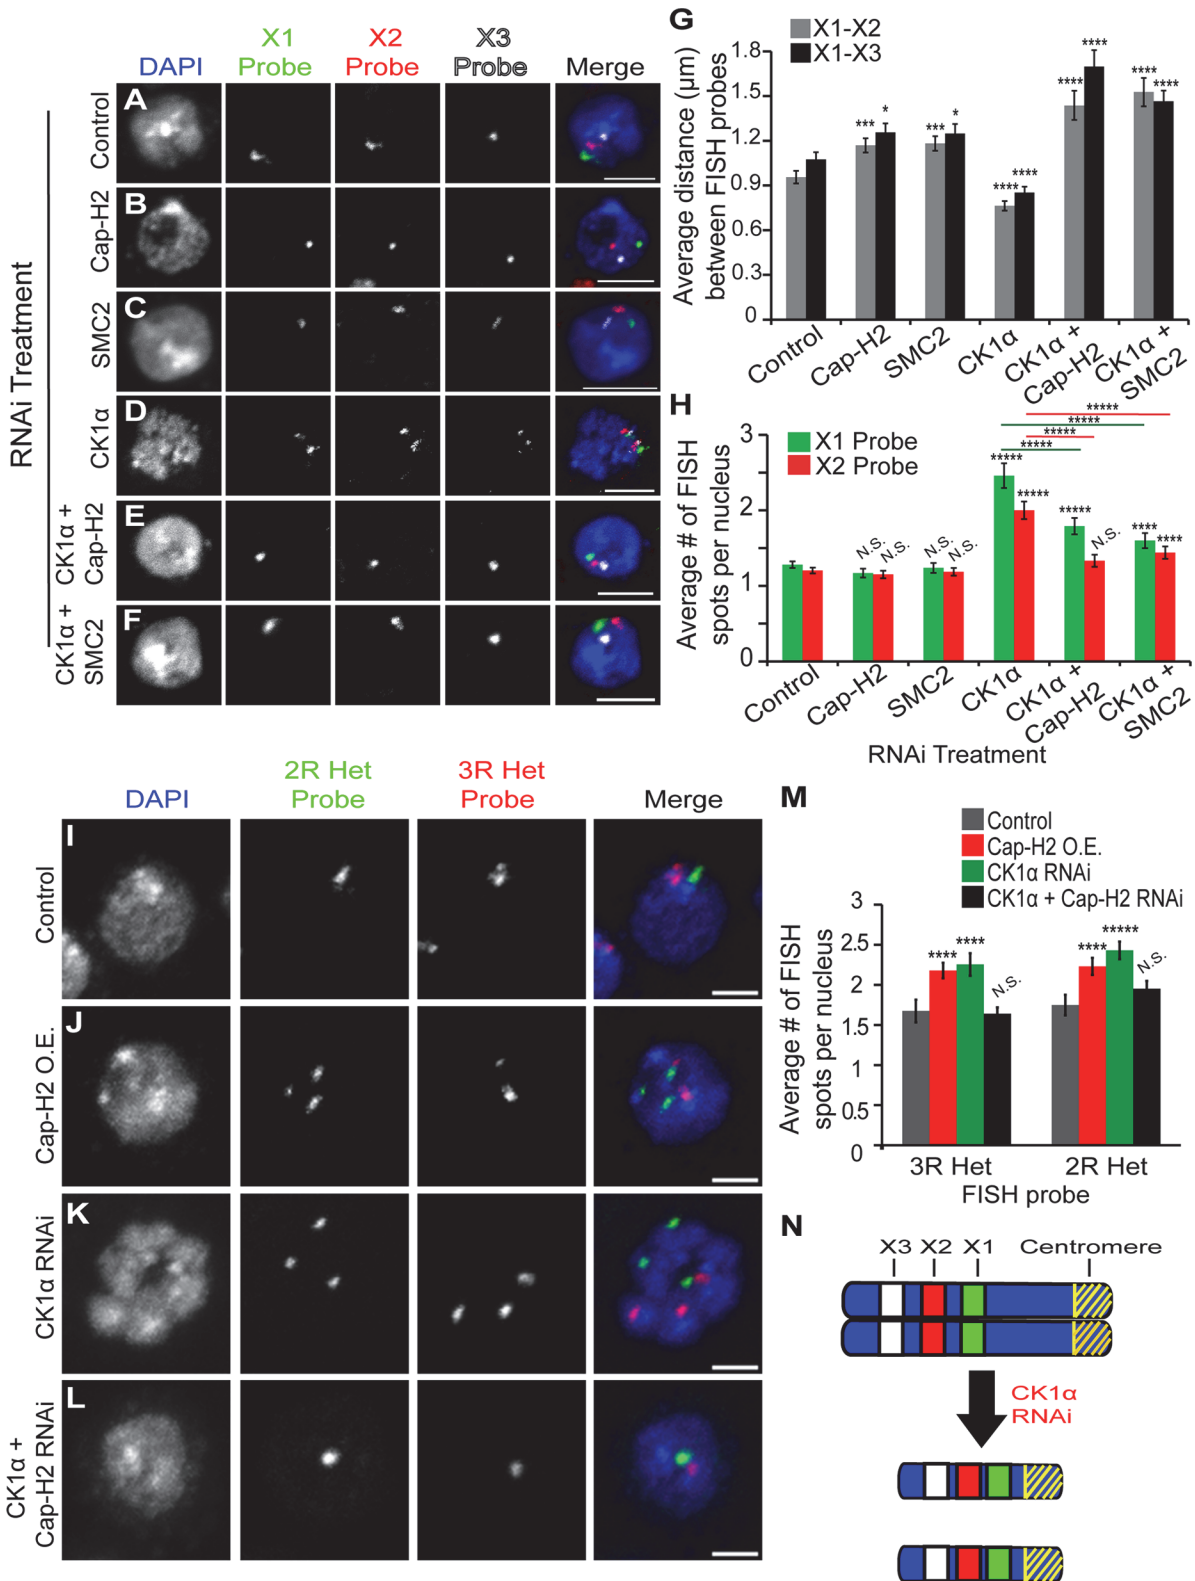 X1
Probe
X2
Probe
X3
Probe
DAPI
Merge
RNAi Treatment
A
Control
B
Cap-H2
C
SMC2
D
CK1α
E
CK1α +
Cap-H2
F
CK1α +
SMC2
G
X1-X2
X1-X3
Average distance (µm)
between FISH probes
1.8
1.5
1.2
0.9
0.6
0.3
0
*** *
*** *
**** ****
**** ****
**** ****
Control
Cap-H2
SMC2
CK1α
CK1α +
Cap-H2
CK1α +
SMC2
H
X1 Probe
X2 Probe
Average # of FISH
spots per nucleus
3
2
1
0
*****
*****
*****
*****
N.S. N.S.
N.S. N.S.
***** *****
***** N.S.
**** ****
Control
Cap-H2
SMC2
CK1α
CK1α +
Cap-H2
CK1α +
SMC2
RNAi Treatment
DAPI
2R Het
Probe
3R Het
Probe
Merge
I
Control
J
Cap-H2 O.E.
K
CK1α RNAi
L
CK1α +
Cap-H2 RNAi
M
Control
Cap-H2 O.E.
CK1α RNAi
CK1α + Cap-H2 RNAi
Average # of FISH
spots per nucleus
3
2.5
2
1.5
1
0.5
0
**** **** N.S.
**** ***** N.S.
3R Het
2R Het
FISH probe
N
X3 X2 X1 Centromere
CK1α
RNAi